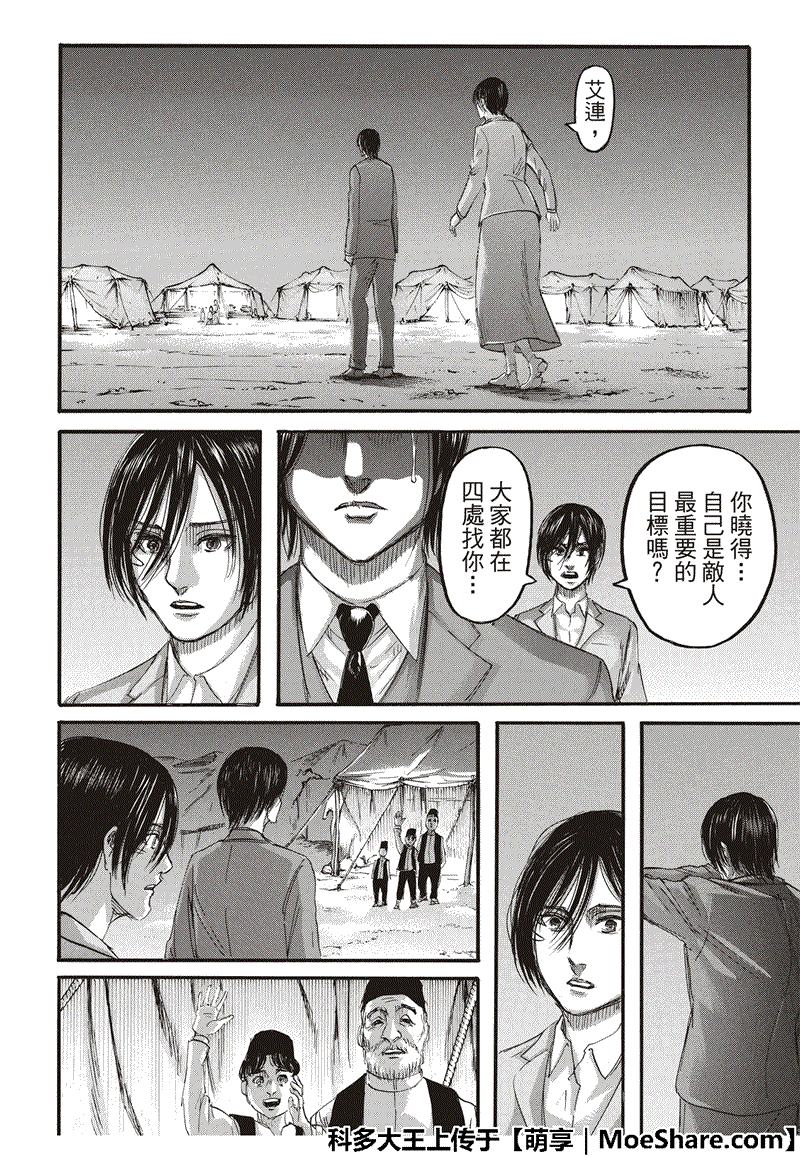 艾連，
你曉得…
自己是敵人
最重要的
目標嗎？
大家都在
四處找你…
科多大王上传于【萌享｜MoeShare.com】